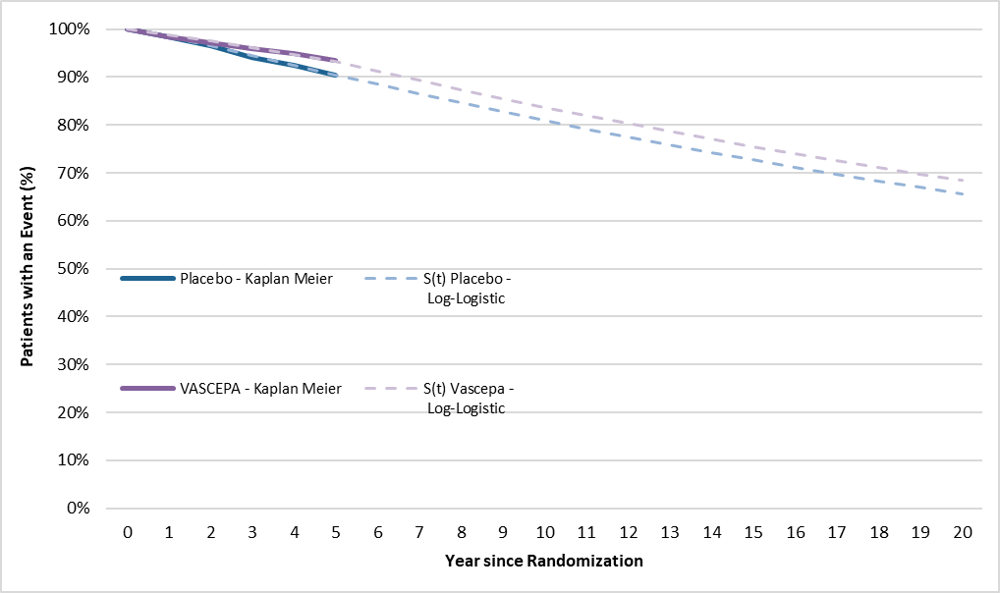 100%
90%
80%
70%
60%
50%
40%
30%
20%
10%
0%
Patients with an Event (%)
Placebo - Kaplan Meier
S(t) Placebo -
Log-Logistic
VASCEPA - Kaplan Meier
S(t) Vascepa -
Log-Logistic
0 1 2 3 4 5 6 7 8 9 10 11 12 13 14 15 16 17 18 19 20
Year since Randomization